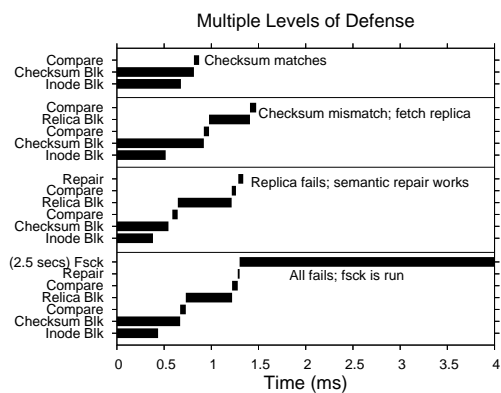 Multiple Levels of Defense
Compare
Checksum matches
Checksum Blk
Inode Blk
Compare
Checksum mismatch; fetch replica
Relica Blk
Compare
Checksum Blk
Inode Blk
Repair
Replica fails; semantic repair works
Compare
Relica Blk
Compare
Checksum Blk
Inode Blk
(2.5 secs) Fsck
Repair
All fails; fsck is run
Compare
Relica Blk
Compare
Checksum Blk
Inode Blk
0 0.5 1 1.5 2 2.5 3 3.5 4
Time (ms)